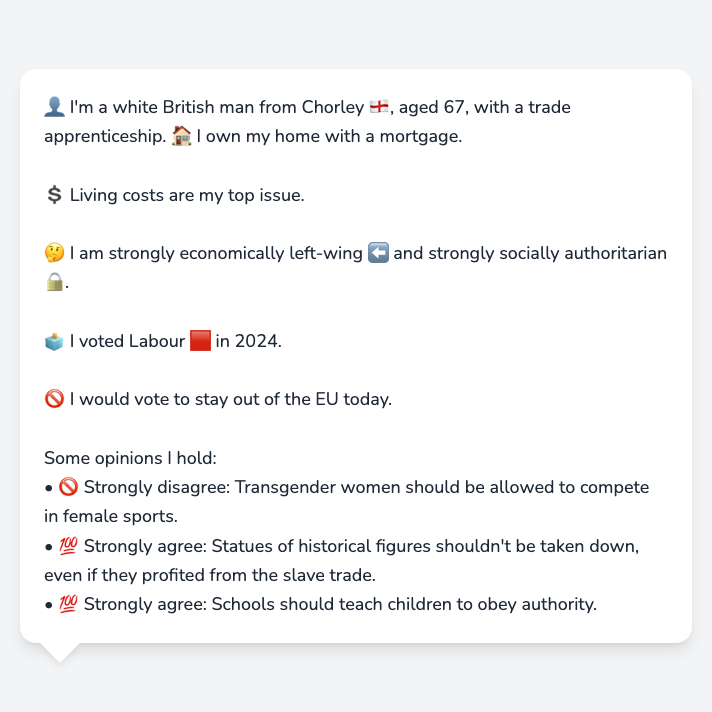 👤 I'm a white British man from Chorley 🏴󠁧󠁢󠁥󠁮󠁧󠁿, aged 67, with a trade
apprenticeship. 🏠 I own my home with a mortgage.
💲 Living costs are my top issue.
🤔 I am strongly economically left-wing ⬅️ and strongly socially authoritarian
🔒.
🗳️ I voted Labour 🟥 in 2024.
🚫 I would vote to stay out of the EU today.
Some opinions I hold:
• 🚫 Strongly disagree: Transgender women should be allowed to compete
in female sports.
• 💯 Strongly agree: Statues of historical figures shouldn't be taken down,
even if they profited from the slave trade.
• 💯 Strongly agree: Schools should teach children to obey authority.